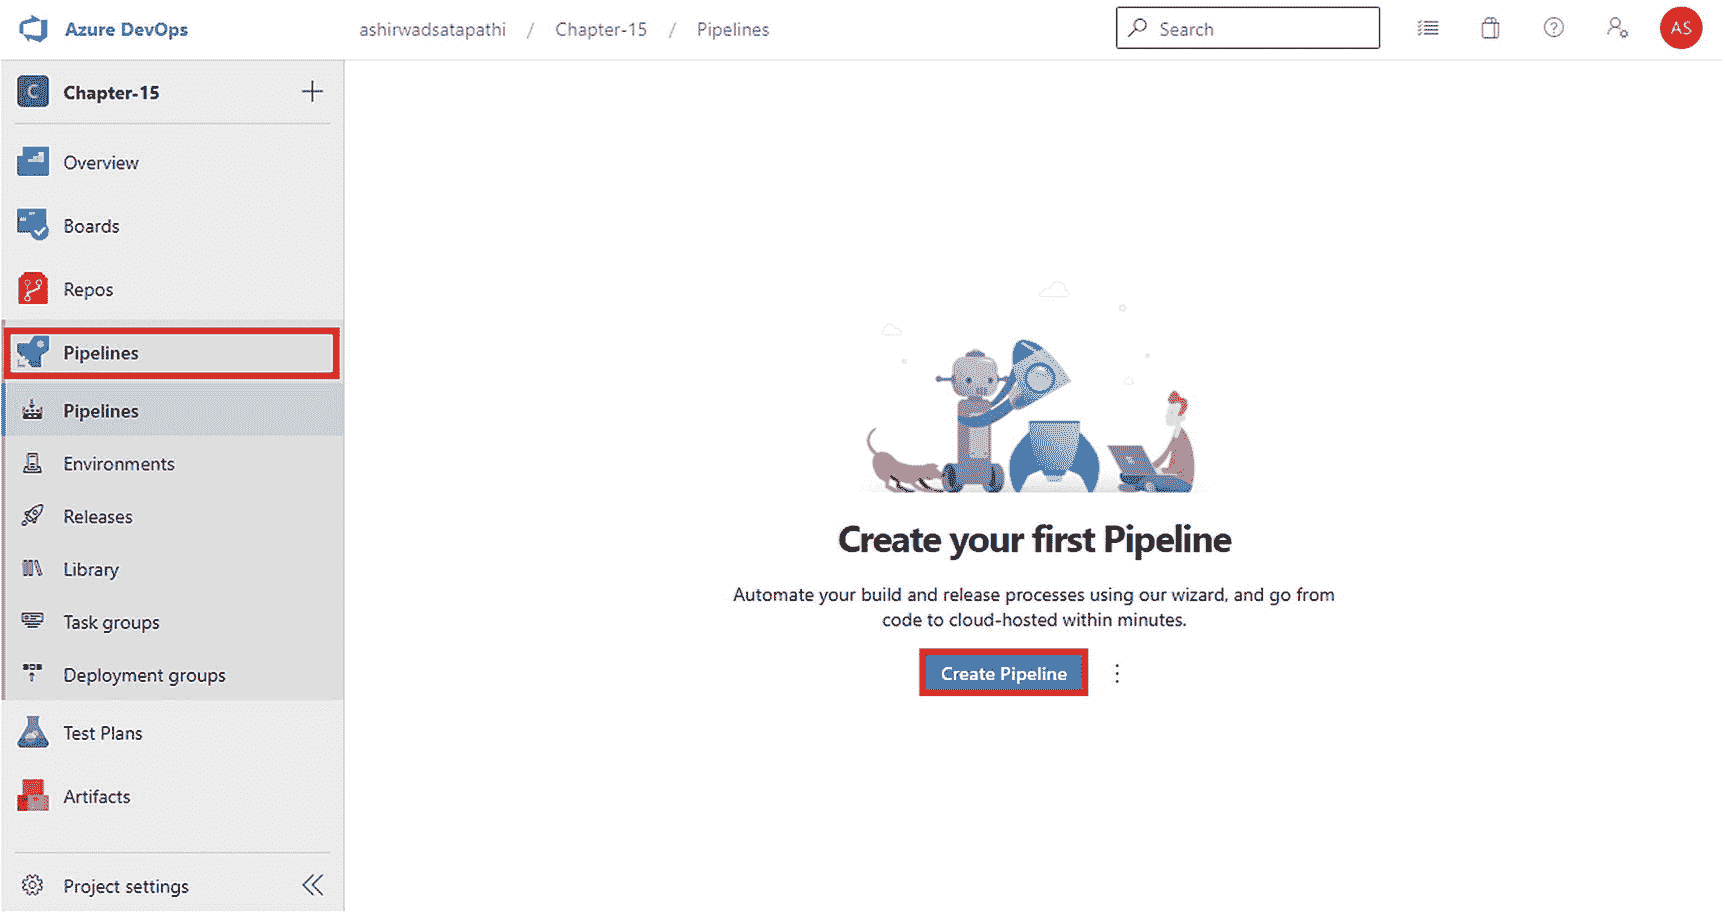 Azure DevOps
ashirwadsatapathi / Chapter-15 / Pipelines
Search
AS
C Chapter-15
Overview
Boards
Repos
Pipelines
Pipelines
Environments
Releases
Library
Task groups
Deployment groups
Test Plans
Artifacts
Project settings
Create your first Pipeline
Automate your build and release processes using our wizard, and go from
code to cloud-hosted within minutes.
Create Pipeline